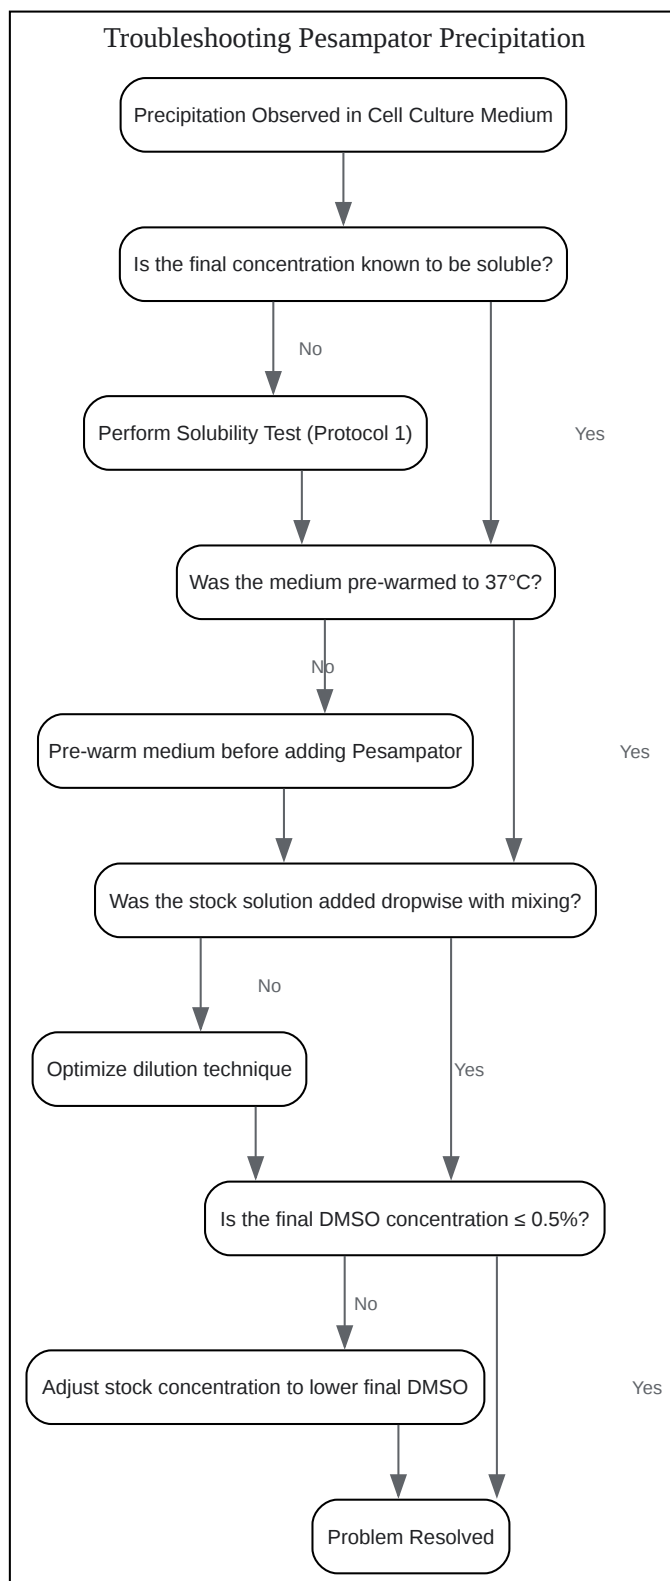 Troubleshooting Pesampator Precipitation
Precipitation Observed in Cell Culture Medium
Is the final concentration known to be soluble?
No
Perform Solubility Test (Protocol 1)
Yes
Was the medium pre-warmed to 37°C?
No
Pre-warm medium before adding Pesampator
Yes
Was the stock solution added dropwise with mixing?
No
Optimize dilution technique
Yes
Is the final DMSO concentration ≤ 0.5%?
No
Adjust stock concentration to lower final DMSO
Yes
Problem Resolved